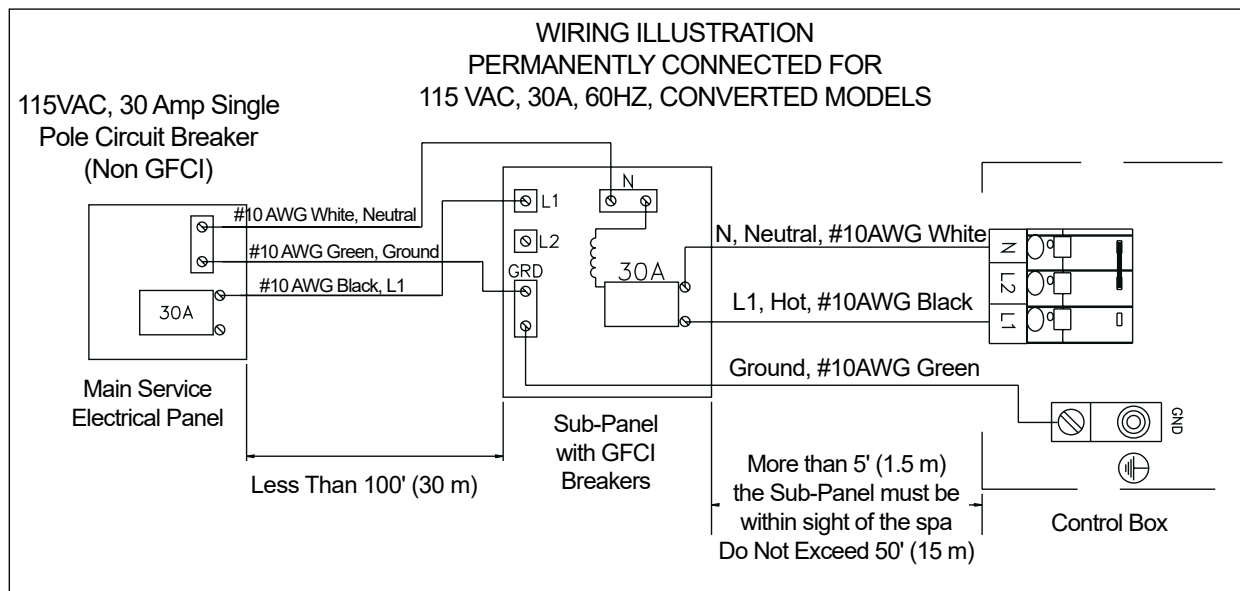 WIRING ILLUSTRATION
PERMANENTLY CONNECTED FOR
115 VAC, 30A, 60HZ, CONVERTED MODELS
115VAC, 30 Amp Single
Pole Circuit Breaker
(Non GFCI)
#10 AWG White, Neutral
#10 AWG Green, Ground
#10 AWG Black, L1
30A
Main Service
Electrical Panel
Less Than 100' (30 m)
L1
N
L2
GRD
30A
Sub-Panel
with GFCI
Breakers
N, Neutral, #10AWG White
L1, Hot, #10AWG Black
Ground, #10AWG Green
More than 5' (1.5 m)
the Sub-Panel must be
within sight of the spa
Do Not Exceed 50' (15 m)
N
L2
L1
GND
Control Box